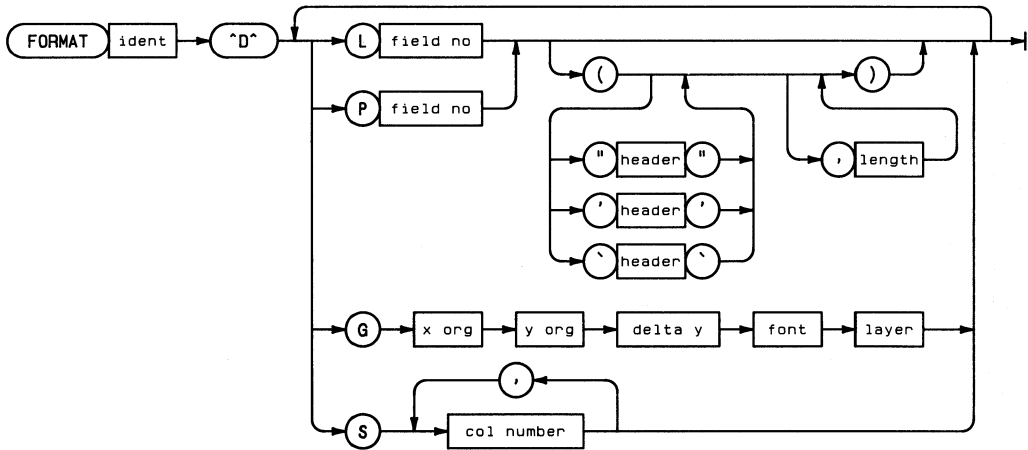 FORMAT ident ^D^ L field no
( )
P field no
" header " , length
' header '
` header `
G x org y org delta y font layer
,
S col number